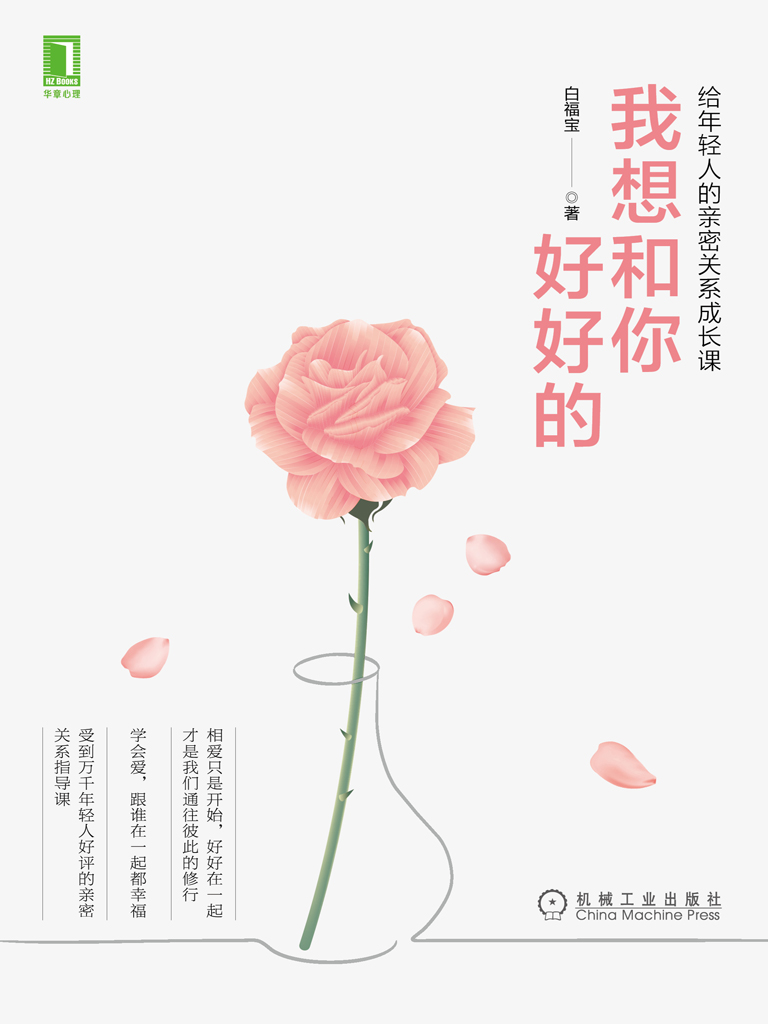 HZ BOOKS
华章心理
给年轻人的亲密关系成长课
我想和你
好好的
白福宝
◎著
相爱只是开始，好好在一起
才是我们通往彼此的修行
学会爱，跟谁在一起都幸福
受到万千年轻人好评的亲密
关系指导课
机械工业出版社
China Machine Press